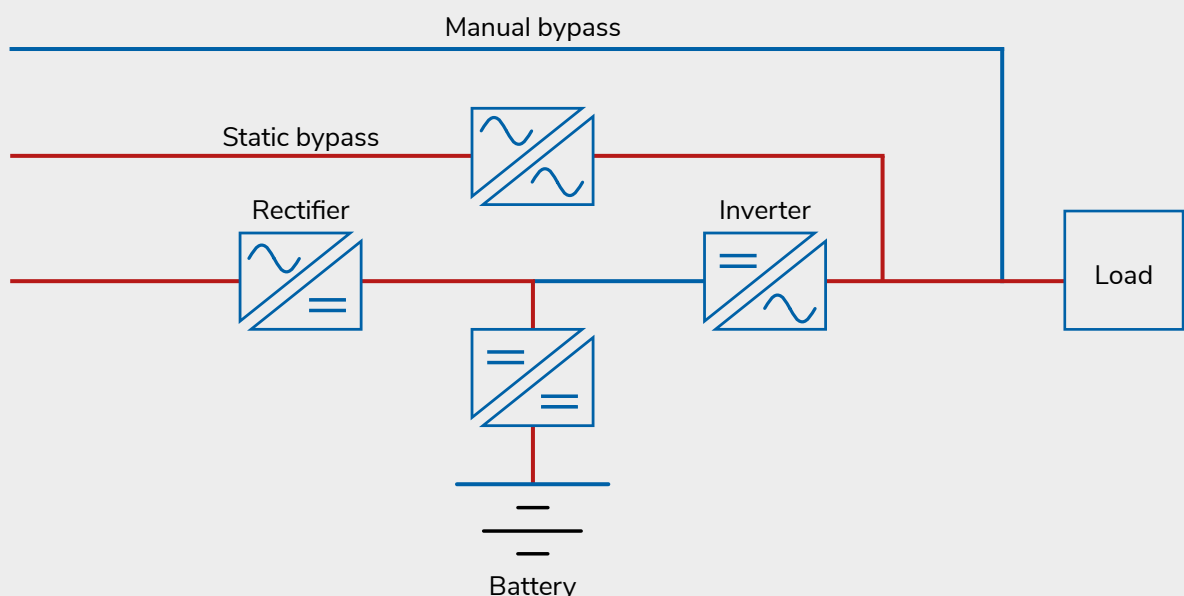 Manual bypass
Static bypass
Rectifier
Inverter
Load
Battery